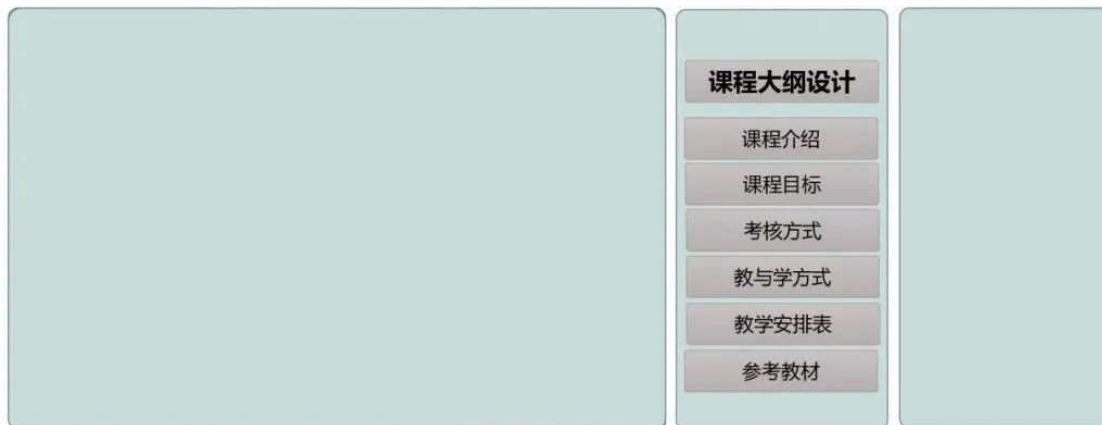 课程大纲设计
课程介绍
课程目标
考核方式
教与学方式
教学安排表
参考教材